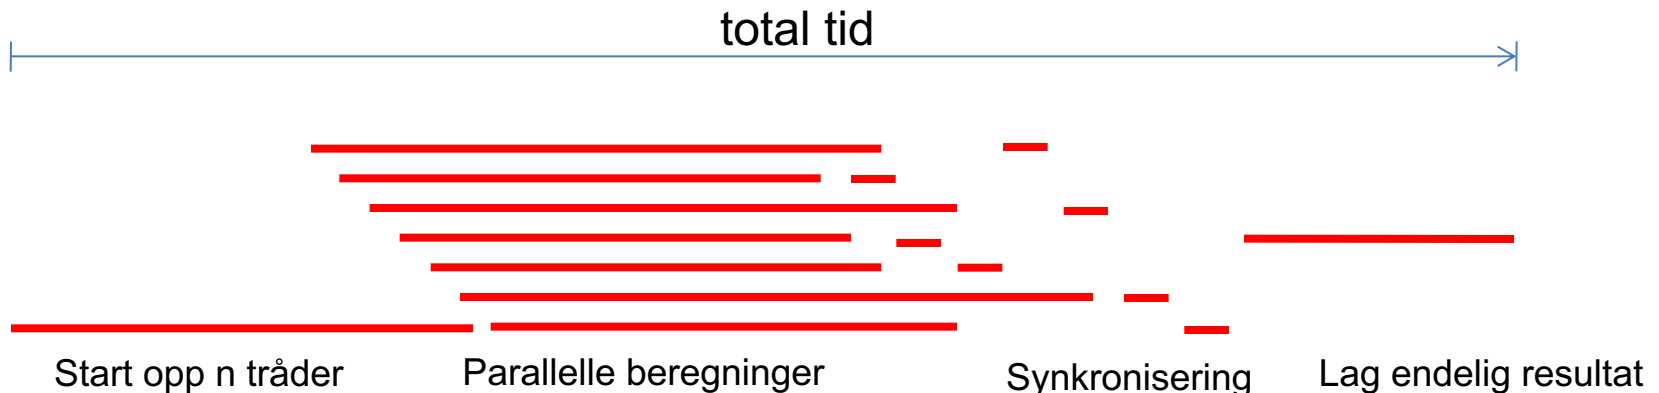 total tid
Start opp n tråder
Parallelle beregninger
Synkronisering
Lag endelig resultat